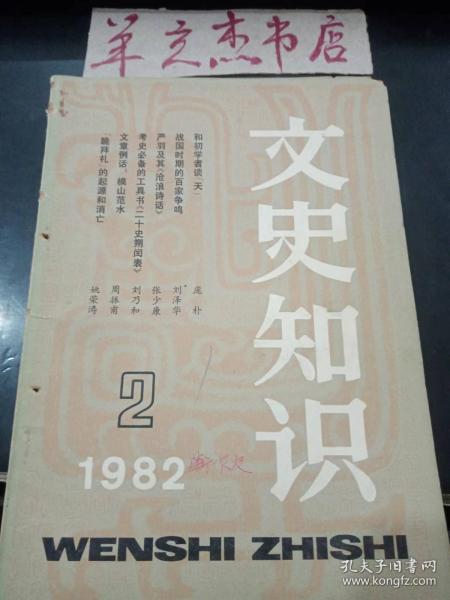 羊立杰书店
文史知识
和初学者谈“天” 庞朴
战国时期的百家争鸣 刘泽华
严羽及其《沧浪诗话》 张少康
考史必备的工具书《二十史朔闰表》 刘乃和
文章例话:模山范水 周振甫
“跪拜礼”的起源和消亡 姚荣涛
2
1982
WENSHI ZHISHI
孔夫子旧书网
www.kongfz.com